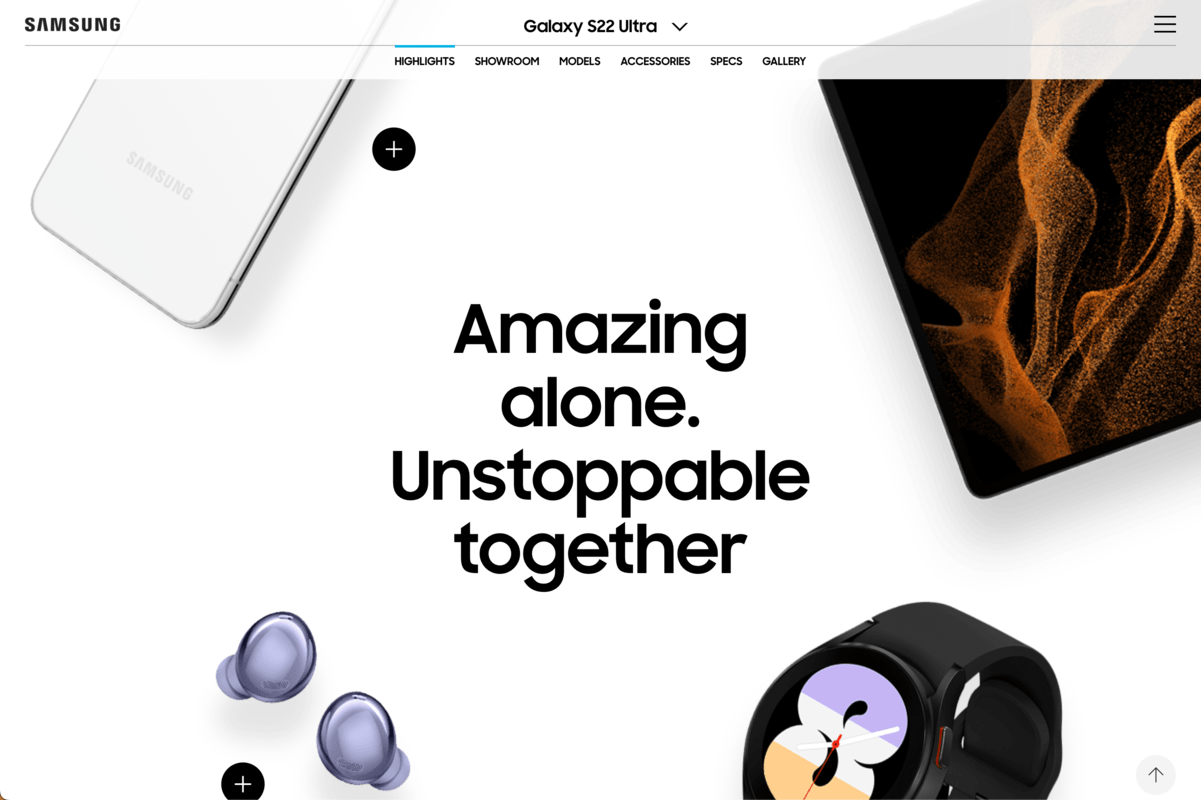 SAMSUNG
Galaxy S22 Ultra
HIGHLIGHTS SHOWROOM MODELS ACCESSORIES SPECS GALLERY
SAMSUNG
Amazing
alone.
Unstoppable
together